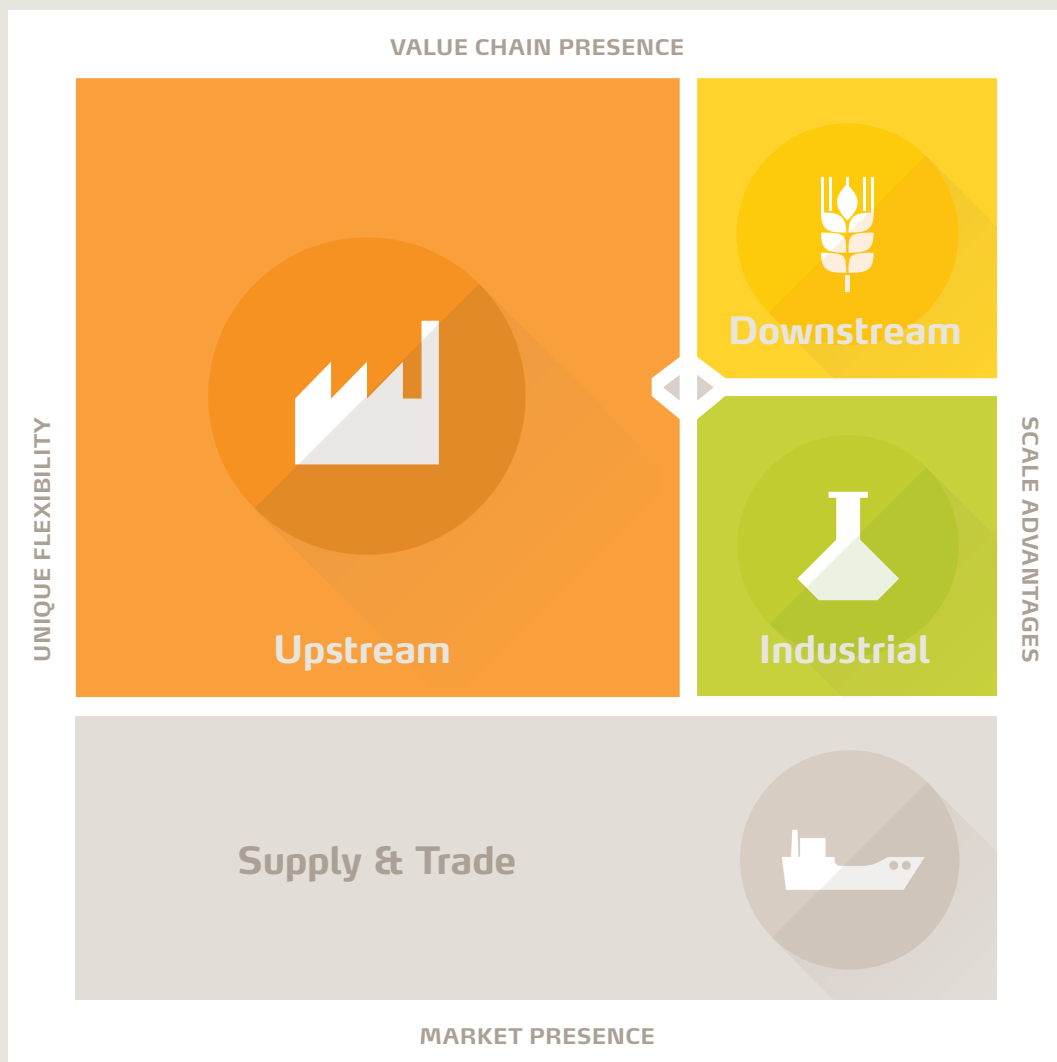 VALUE CHAIN PRESENCE
Downstream
UNIQUE FLEXIBILITY
SCALE ADVANTAGES
Upstream
Industrial
Supply & Trade
MARKET PRESENCE